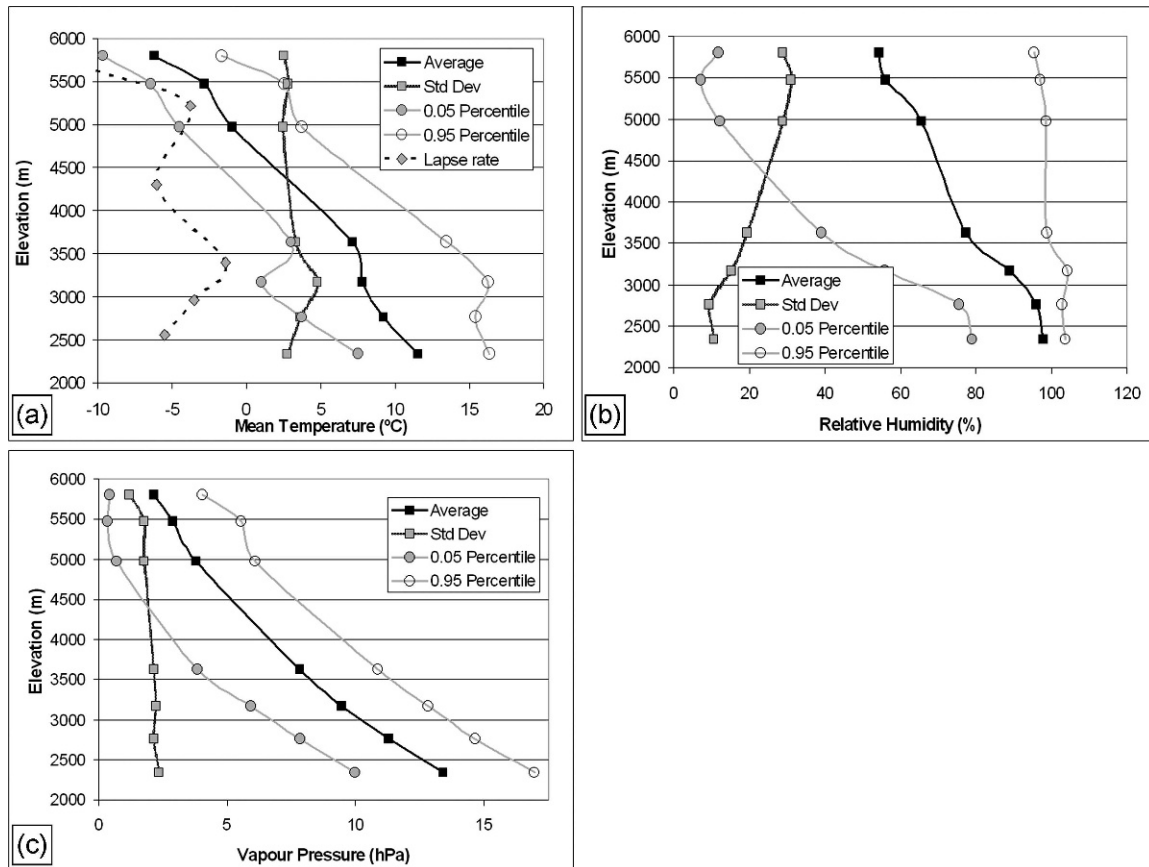 6000
5500
5000
4500
4000
3500
3000
2500
2000
Elevation (m)
Average
Std Dev
0.05 Percentile
0.95 Percentile
Lapse rate
-10 -5 0 5 10 15 20
Mean Temperature (ºC)
(a)
6000
5500
5000
4500
4000
3500
3000
2500
2000
Elevation (m)
Average
Std Dev
0.05 Percentile
0.95 Percentile
0 20 40 60 80 100 120
Relative Humidity (%)
(b)
6000
5500
5000
4500
4000
3500
3000
2500
2000
Elevation (m)
Average
Std Dev
0.05 Percentile
0.95 Percentile
0 5 10 15
Vapour Pressure (hPa)
(c)